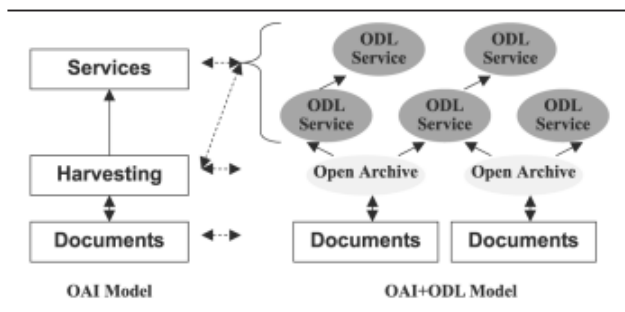 Services
Harvesting
Documents
OAI Model
ODL
Service
ODL
Service
ODL
Service
ODL
Service
ODL
Service
Open Archive
Open Archive
Documents
Documents
OAI+ODL Model